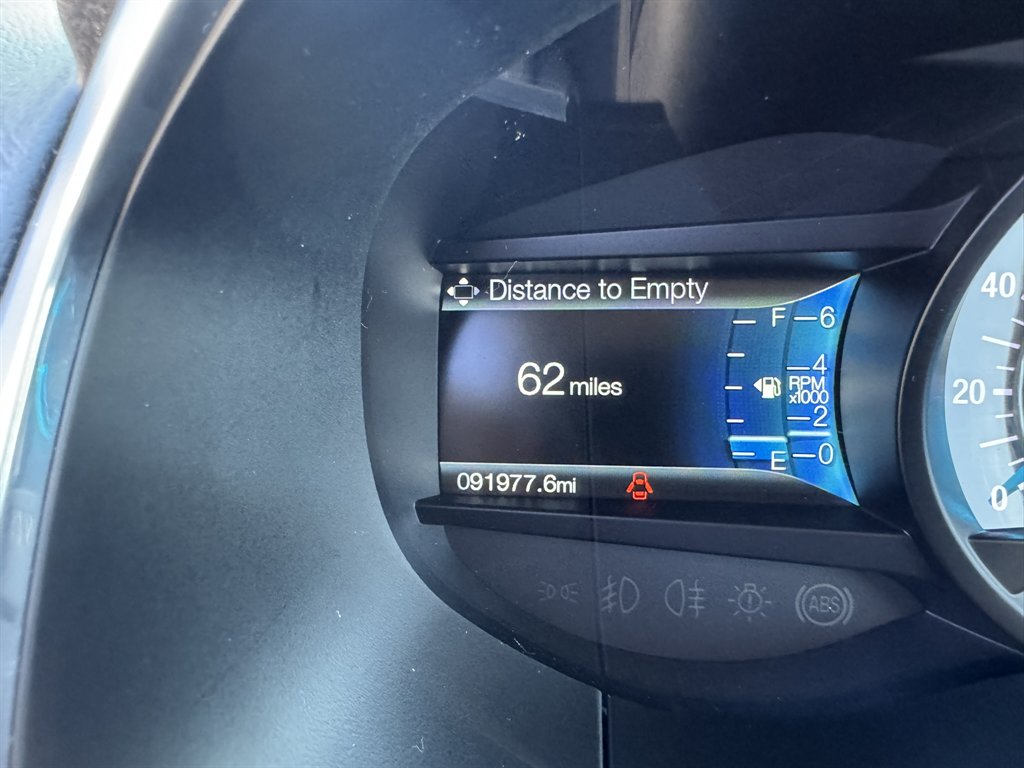 Distance to Empty
62 miles
F 6
4
RPM
x1000
2
E 0
091977.6mi
40
20
0
ABS